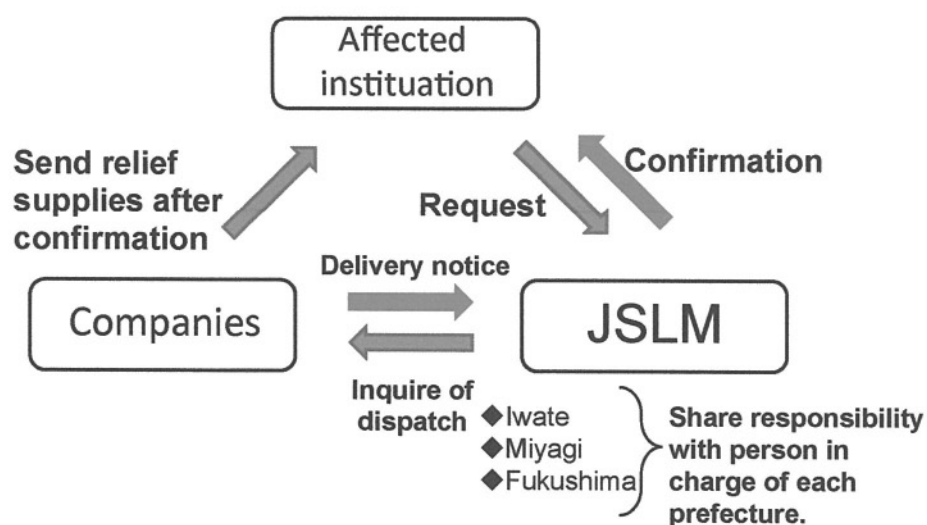 Affected
instituation
Send relief
supplies after
confirmation
Confirmation
Request
Delivery notice
Companies
JSLM
Inquire of
dispatch
◆Iwate
◆Miyagi
◆Fukushima
Share responsibility
with person in
charge of each
prefecture.